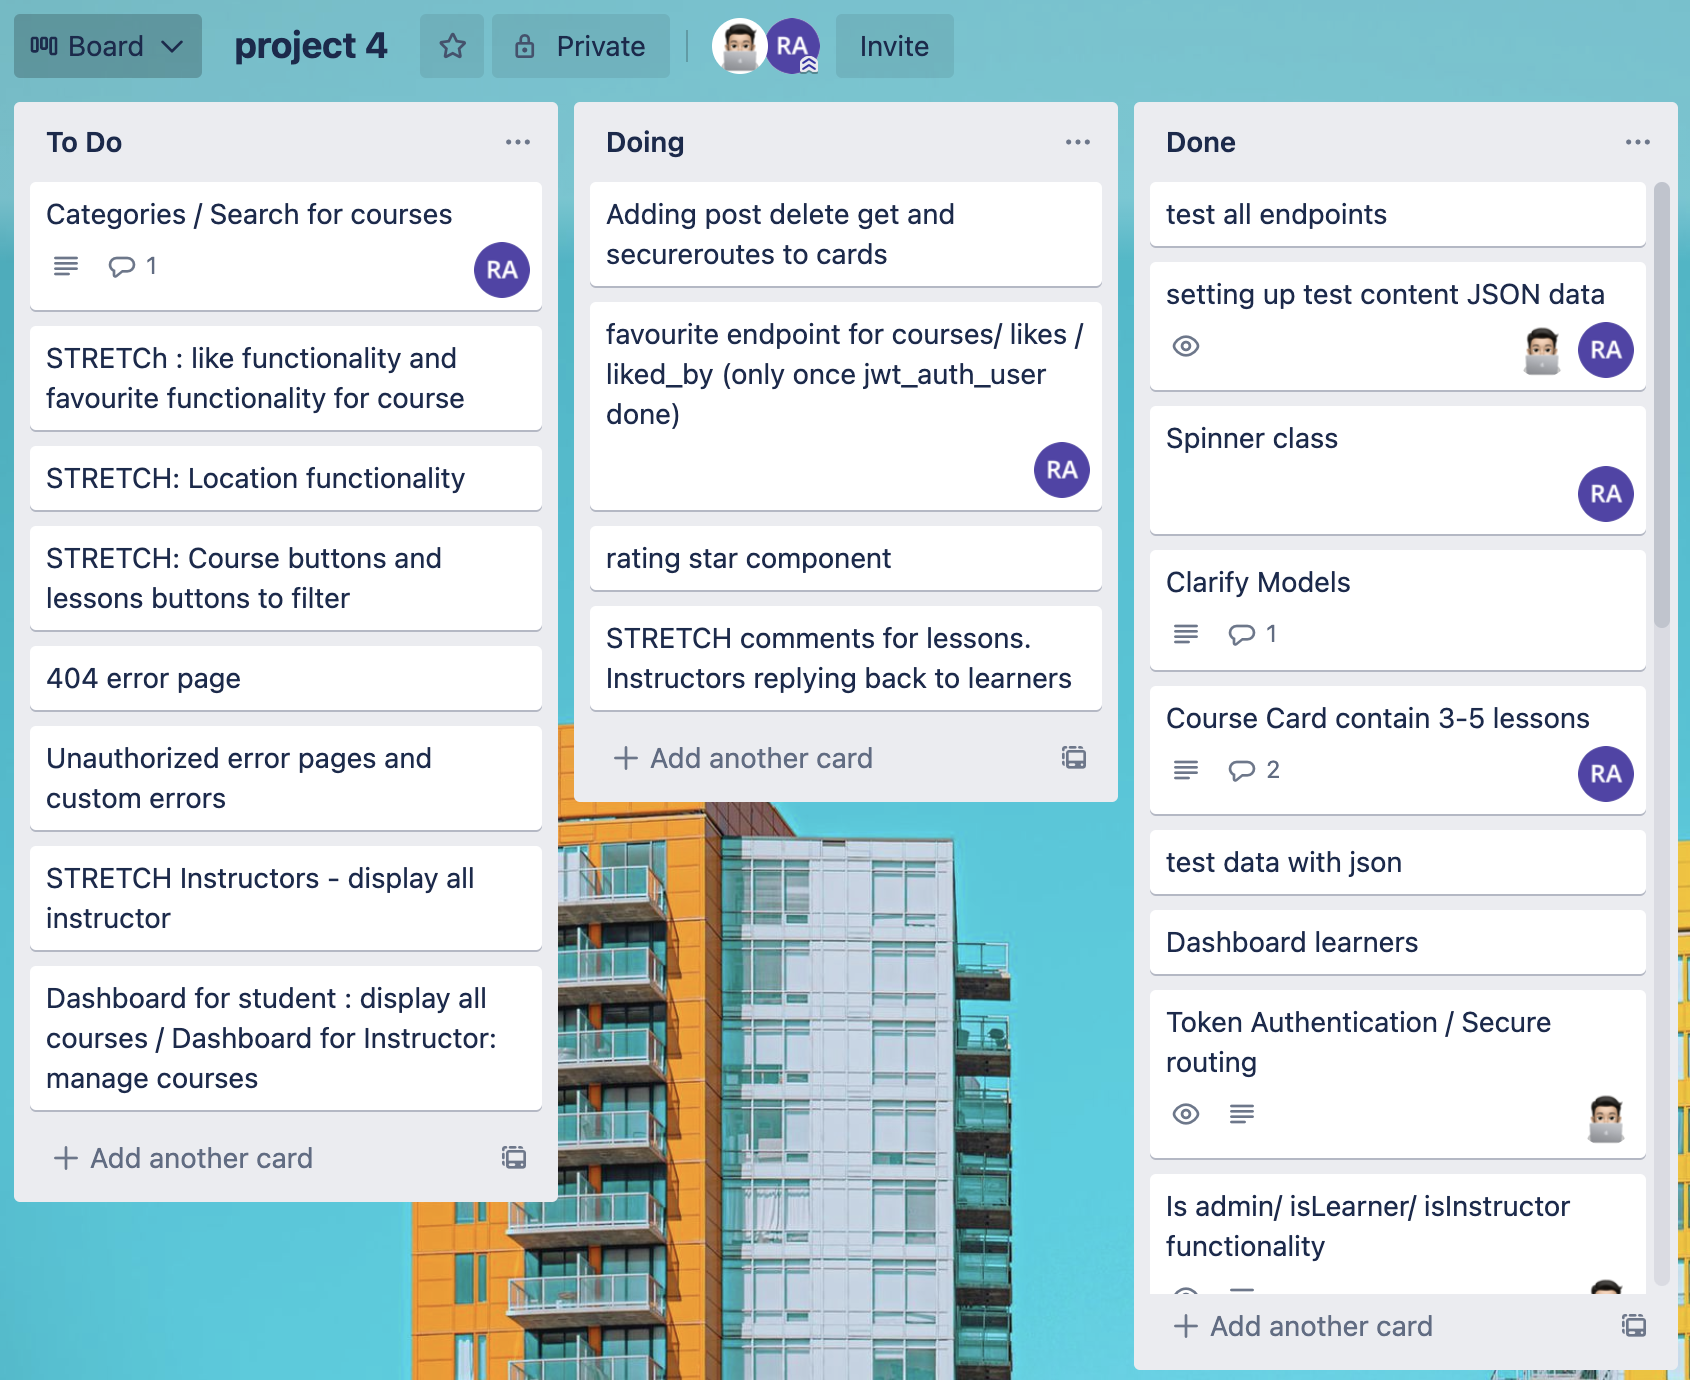 Board
project 4
Private
RA
Invite
To Do
Categories / Search for courses
1
RA
STRETCh : like functionality and
favourite functionality for course
STRETCH: Location functionality
STRETCH: Course buttons and
lessons buttons to filter
404 error page
Unauthorized error pages and
custom errors
STRETCH Instructors - display all
instructor
Dashboard for student : display all
courses / Dashboard for Instructor:
manage courses
+ Add another card
Doing
Adding post delete get and
secureroutes to cards
favourite endpoint for courses/ likes /
liked_by (only once jwt_auth_user
done)
RA
rating star component
STRETCH comments for lessons.
Instructors replying back to learners
+ Add another card
Done
test all endpoints
setting up test content JSON data
RA
Spinner class
RA
Clarify Models
1
Course Card contain 3-5 lessons
2
RA
test data with json
Dashboard learners
Token Authentication / Secure
routing
Is admin/ isLearner/ isInstructor
functionality
+ Add another card